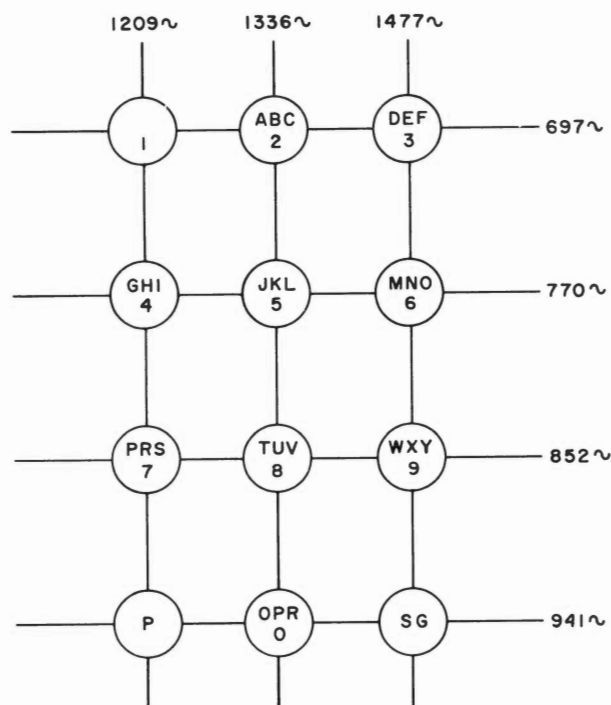 1209~ 1336~ 1477~
1 ABC DEF 697~
2 3
GHI JKL MNO 770~
4 5 6
PRS TUV WXY 852~
7 8 9
P OPR SG 941~
0